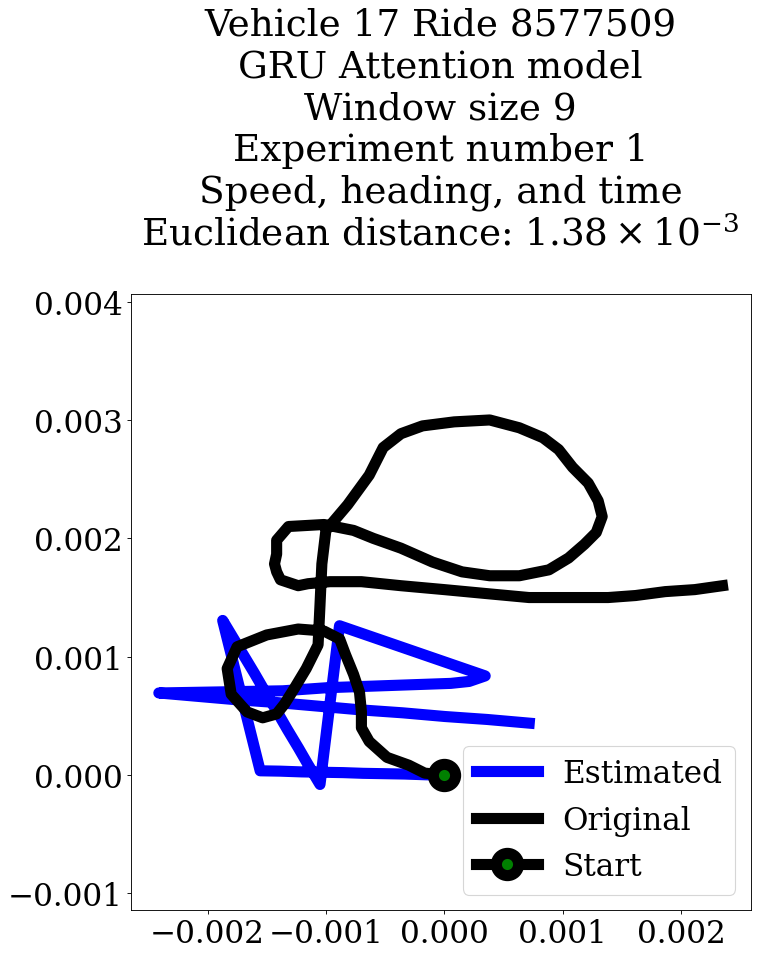 Vehicle 17 Ride 8577509
GRU Attention model
Window size 9
Experiment number 1
Speed, heading, and time
Euclidean distance: 1.38 × 10⁻³
0.004
0.003
0.002
0.001
0.000
−0.001
−0.002 −0.001 0.000 0.001 0.002
Estimated
Original
Start